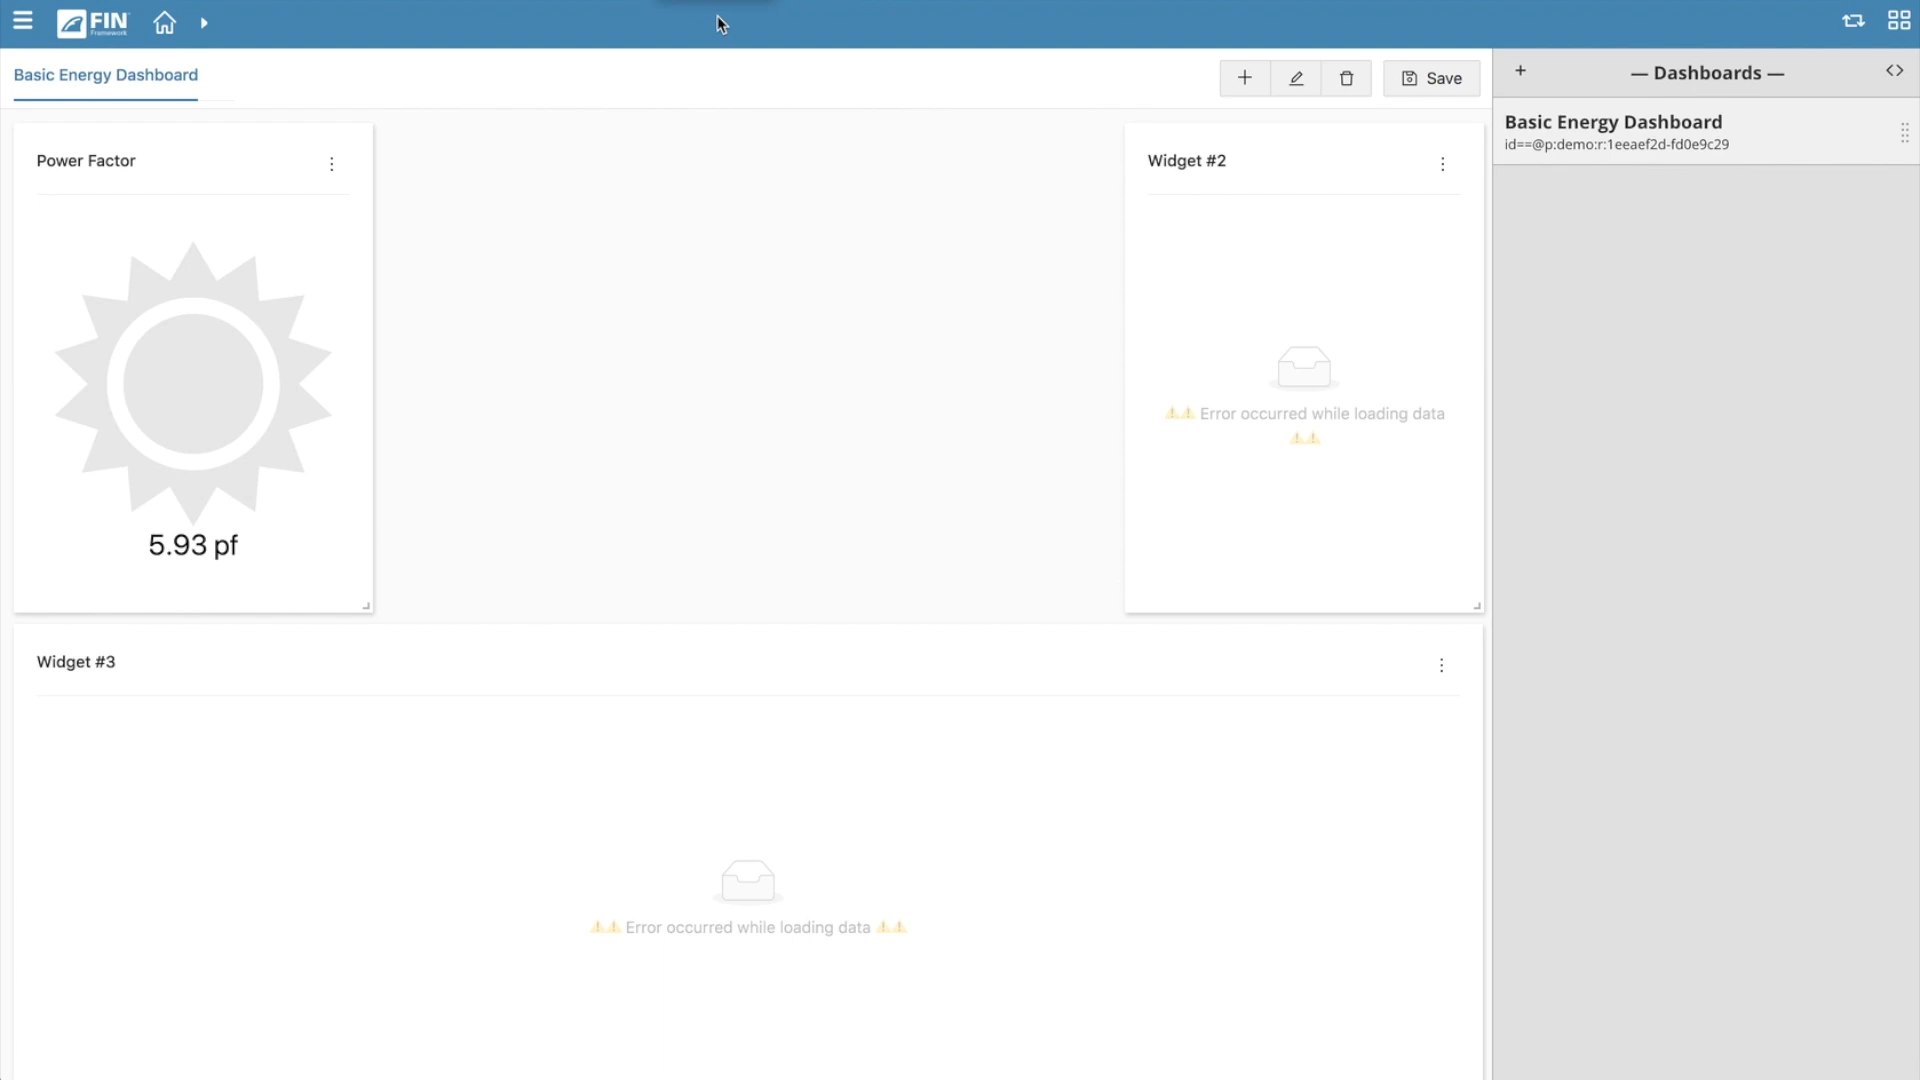 FIN
Framework
Basic Energy Dashboard
Save
— Dashboards —
Basic Energy Dashboard
id==@p:demo:r:1eeaef2d-fd0e9c29
Power Factor
5.93 pf
Widget #2
Error occurred while loading data
Widget #3
Error occurred while loading data